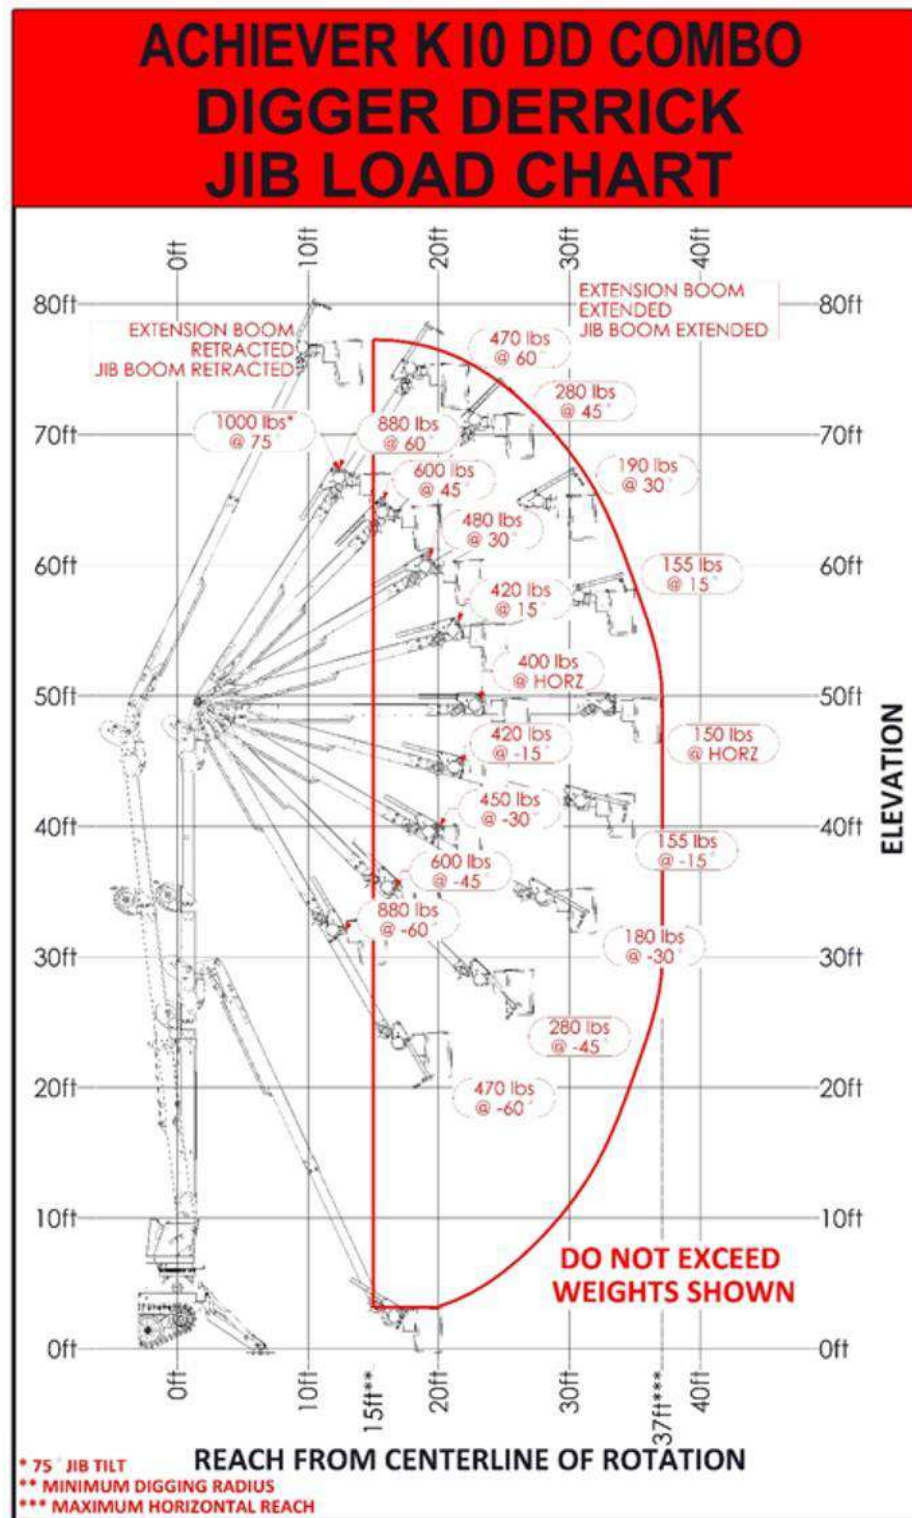 ACHIEVER K10 DD COMBO
DIGGER DERRICK
JIB LOAD CHART
0ft
10ft
20ft
30ft
40ft
80ft
80ft
EXTENSION BOOM
RETRACTED
JIB BOOM RETRACTED
EXTENSION BOOM
EXTENDED
JIB BOOM EXTENDED
470 lbs
@ 60°
280 lbs
@ 45°
1000 lbs*
@ 75°
880 lbs
@ 60°
70ft
70ft
600 lbs
@ 45°
190 lbs
@ 30°
480 lbs
@ 30°
60ft
60ft
155 lbs
@ 15°
420 lbs
@ 15°
400 lbs
@ HORZ
50ft
50ft
420 lbs
@ -15°
150 lbs
@ HORZ
450 lbs
@ -30°
40ft
40ft
155 lbs
@ -15°
600 lbs
@ -45°
880 lbs
@ -60°
180 lbs
@ -30°
30ft
30ft
280 lbs
@ -45°
470 lbs
@ -60°
20ft
20ft
ELEVATION
10ft
10ft
DO NOT EXCEED
WEIGHTS SHOWN
0ft
0ft
0ft
10ft
15ft**
20ft
30ft
37ft***
40ft
REACH FROM CENTERLINE OF ROTATION
* 75° JIB TILT
** MINIMUM DIGGING RADIUS
*** MAXIMUM HORIZONTAL REACH